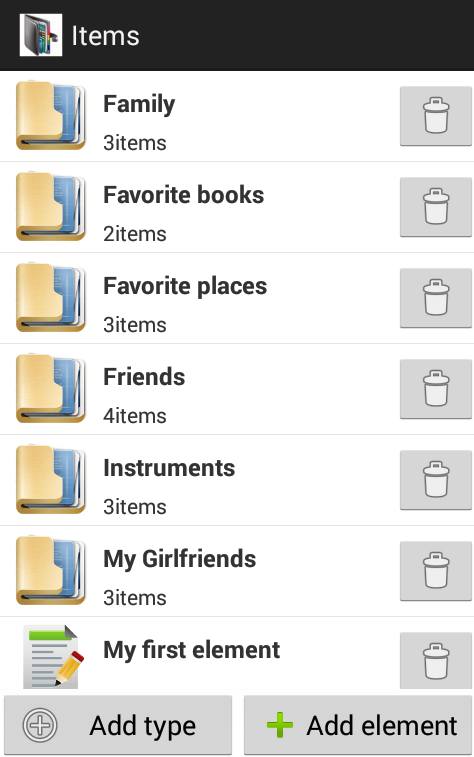 Items
Family
3items
Favorite books
2items
Favorite places
3items
Friends
4items
Instruments
3items
My Girlfriends
3items
My first element
Add type
Add element